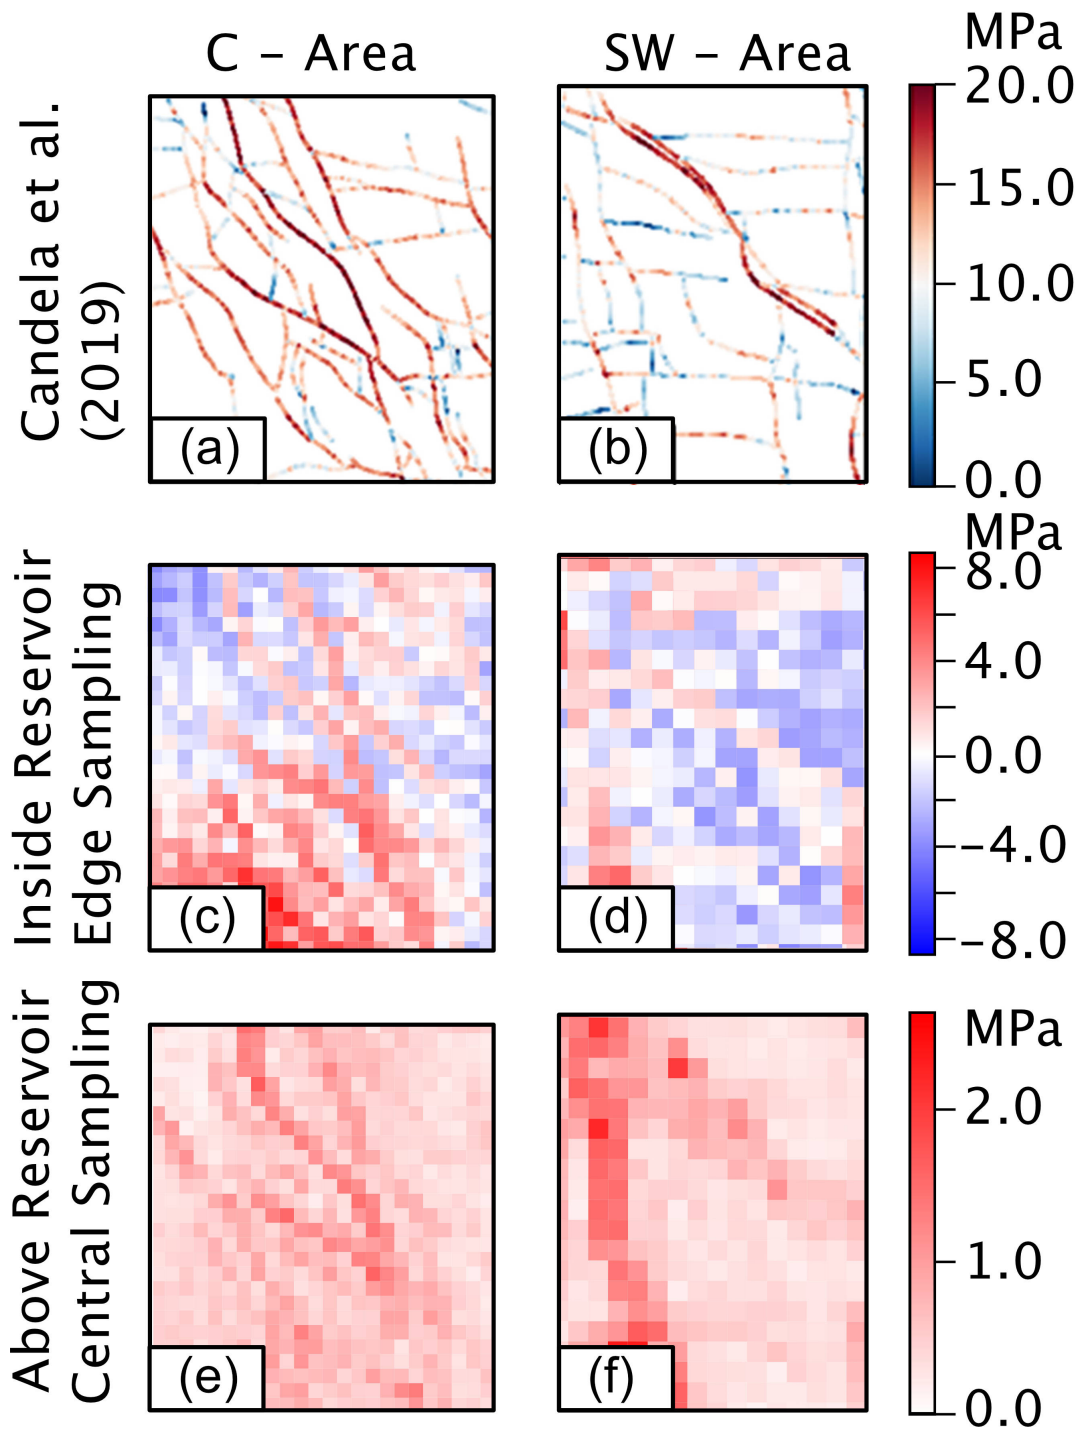 C – Area
SW – Area
MPa
Candela et al.
(2019)
(a)
(b)
20.0
15.0
10.0
5.0
0.0
Inside Reservoir
Edge Sampling
(c)
(d)
MPa
8.0
4.0
0.0
−4.0
−8.0
Above Reservoir
Central Sampling
(e)
(f)
MPa
2.0
1.0
0.0